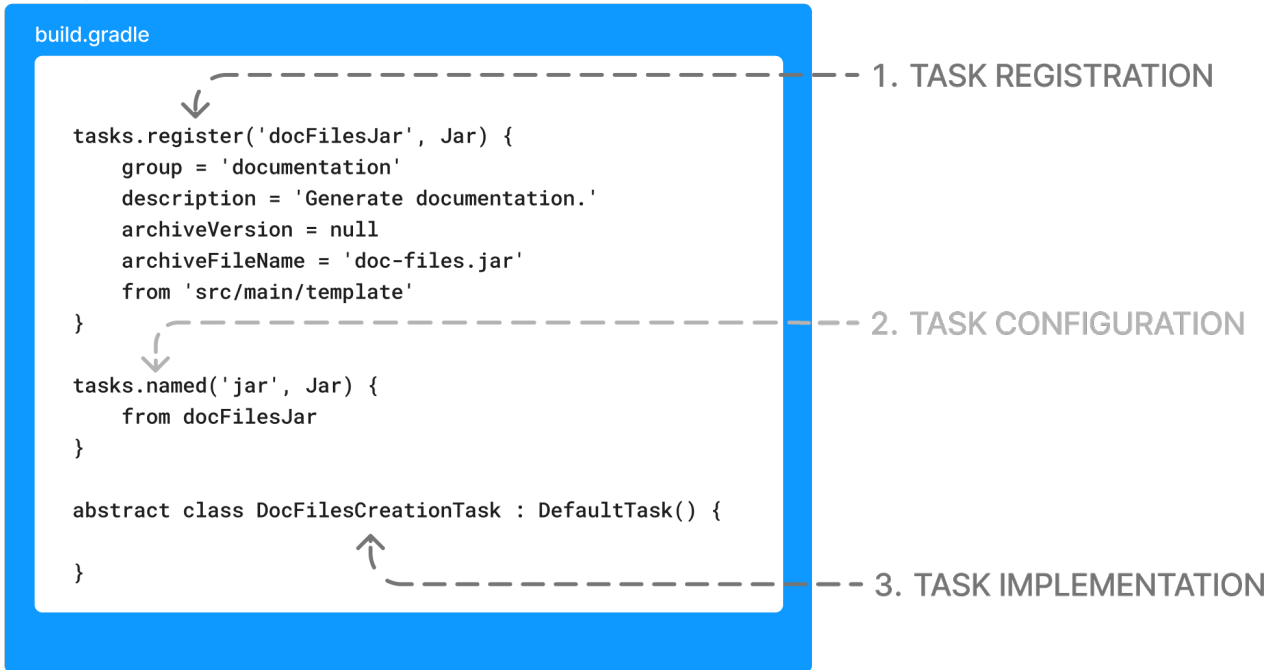 build.gradle
1. TASK REGISTRATION
tasks.register('docFilesJar', Jar) {
    group = 'documentation'
    description = 'Generate documentation.'
    archiveVersion = null
    archiveFileName = 'doc-files.jar'
    from 'src/main/template'
}
2. TASK CONFIGURATION
tasks.named('jar', Jar) {
    from docFilesJar
}
abstract class DocFilesCreationTask : DefaultTask() {
}
3. TASK IMPLEMENTATION